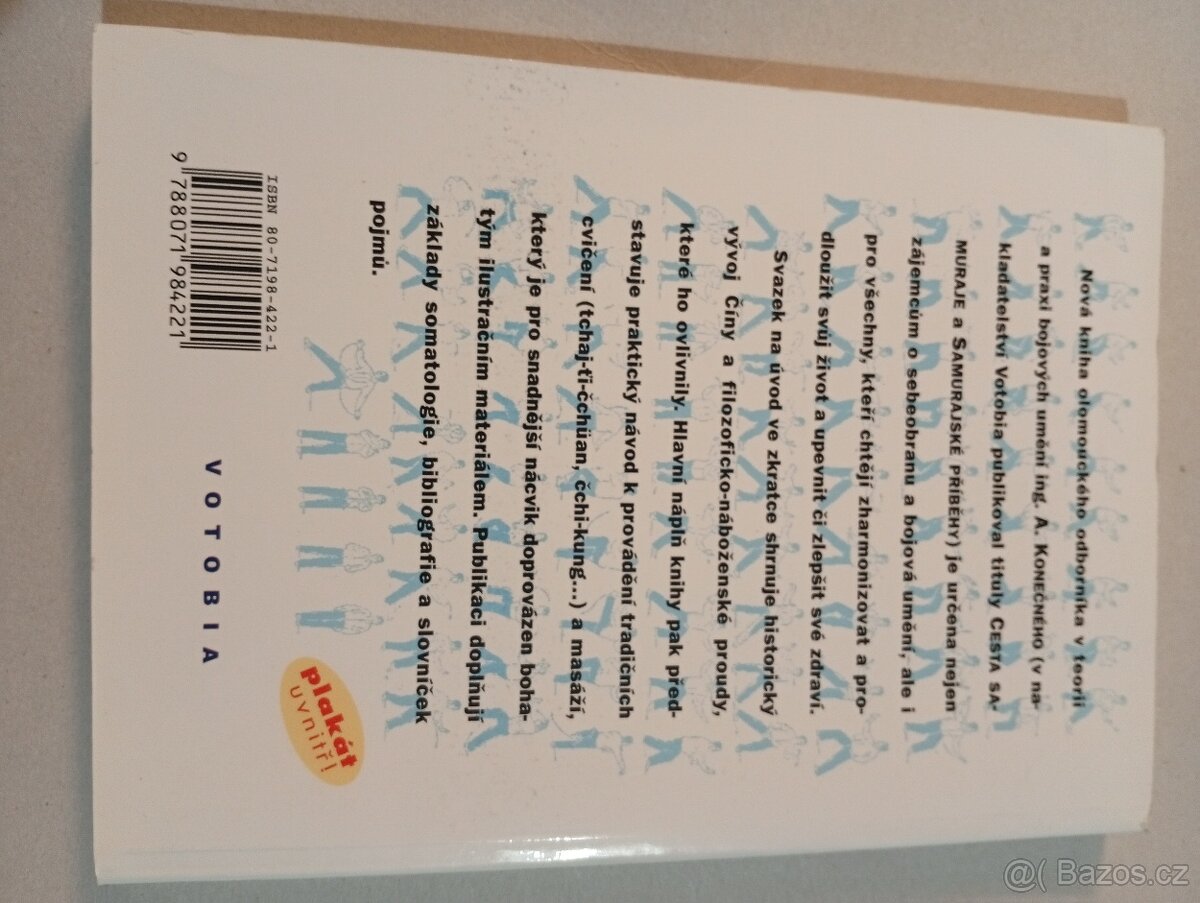 Nová kniha olomouckého odborníka v teorii
a praxi bojových umění ing. A. KONEČNÉHO (v na-
kladatelství Votobia publikoval tituly CESTA SA-
MURAJE a SAMURAJSKÉ PŘÍBĚHY) je určena nejen
zájemcům o sebeobranu a bojová umění, ale i
pro všechny, kteří chtějí zharmonizovat a pro-
dloužit svůj život a upevnit či zlepšit své zdraví.
Svazek na úvod ve zkratce shrnuje historický
vývoj Číny a filozoficko-náboženské proudy,
které ho ovlivnily. Hlavní náplň knihy pak před-
stavuje praktický návod k provádění tradičních
cvičení (tchaj-ťi-čchüan, čchi-kung...) a masáží,
který je pro snadnější nácvik doprovázen boha-
tým ilustračním materiálem. Publikaci doplňují
základy somatologie, bibliografie a slovníček
pojmů.
plakát
uvnitř!
ISBN 80-7198-422-1
9 788071 984221
VOTOBIA
@( Bazos.cz